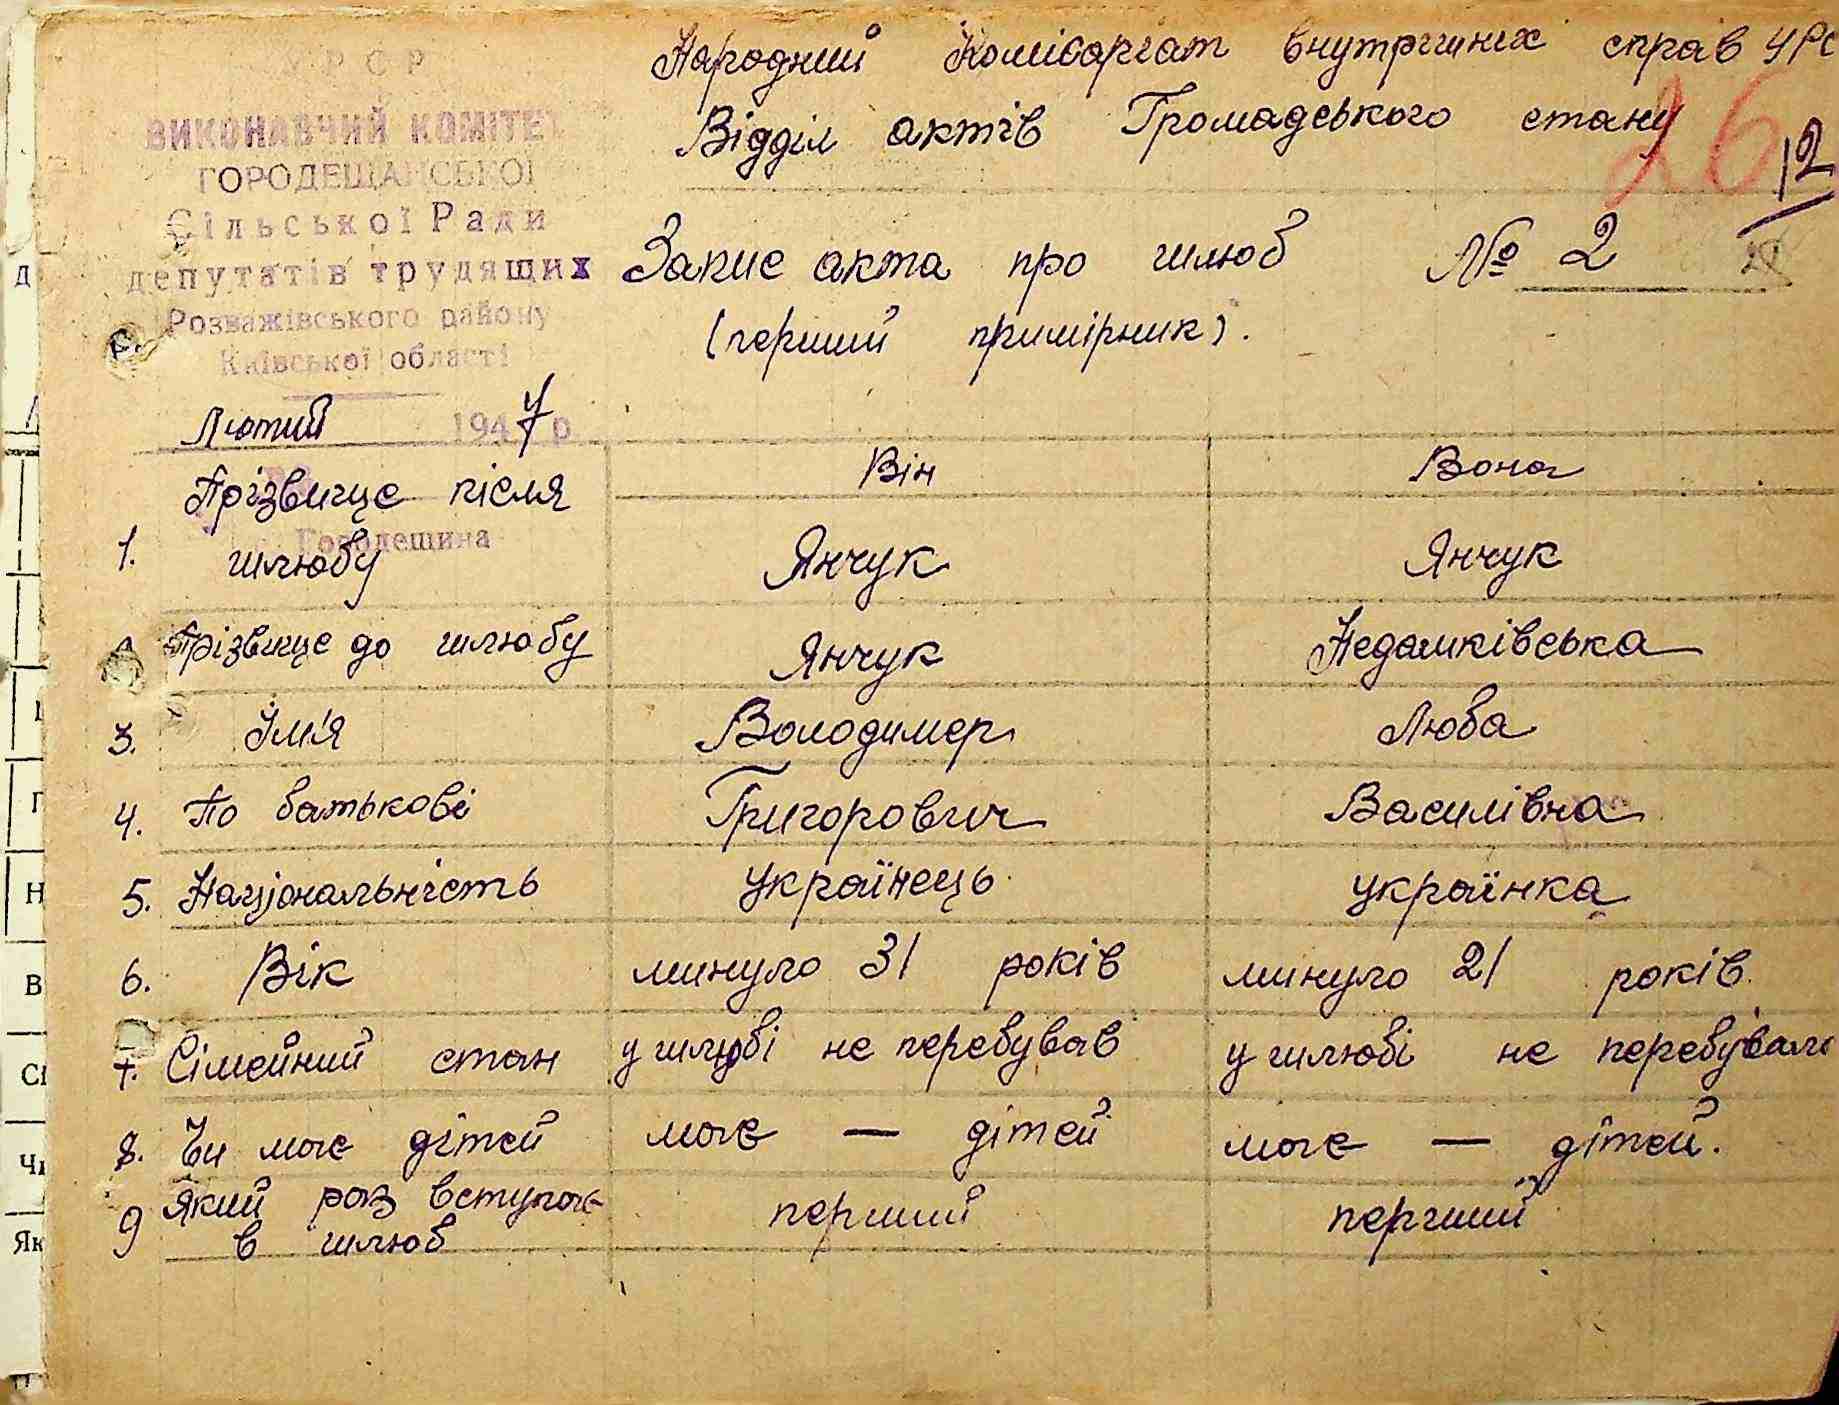 УРСР
ВИКОНАВЧИЙ КОМІТЕТ
ГОРОДЕЩАНСЬКОЇ
Сільської Ради
депутатів трудящих
Розважівського району
Київської області
Лютий 1947 р
Городещина
Народний Комісаріат внутрішніх справ УРС
Відділ актів Громадського стану
26
12
Запис акта про шлюб № 2
(перший примірник).
Він Вона
1. Прізвище після шлюбу Янчук Янчук
Прізвище до шлюбу Янчук Недашківська
3. Їм'я Володимер Люба
4. По батькові Григорович Василівна
5. Національність Українець Українка
6. Вік минуло 31 років минуло 21 років.
7. Сімейний стан у шлюбі не перебував у шлюбі не перебувала
8. Чи має дітей має — дітей має — дітей.
9 Який раз вступає в шлюб перший перший